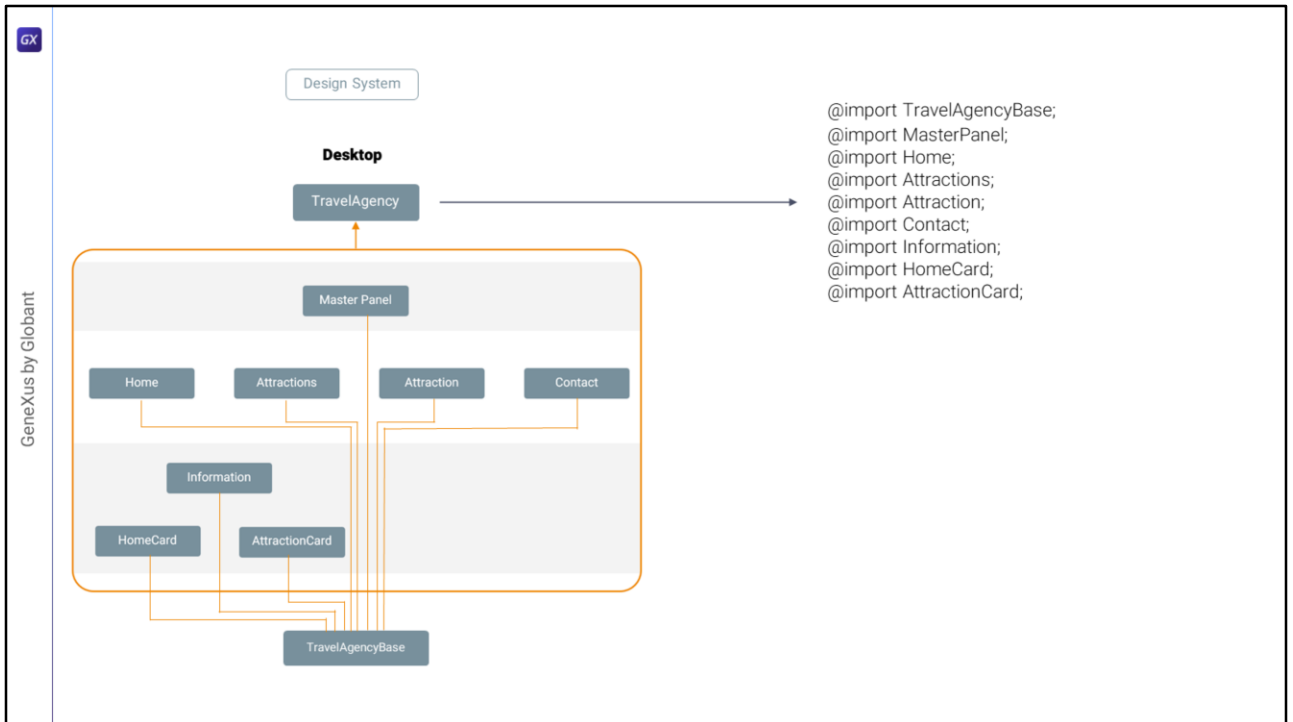 GX
GeneXus by Globant
Design System
Desktop
TravelAgency
Master Panel
Home
Attractions
Attraction
Contact
Information
HomeCard
AttractionCard
TravelAgencyBase
@import TravelAgencyBase;
@import MasterPanel;
@import Home;
@import Attractions;
@import Attraction;
@import Contact;
@import Information;
@import HomeCard;
@import AttractionCard;